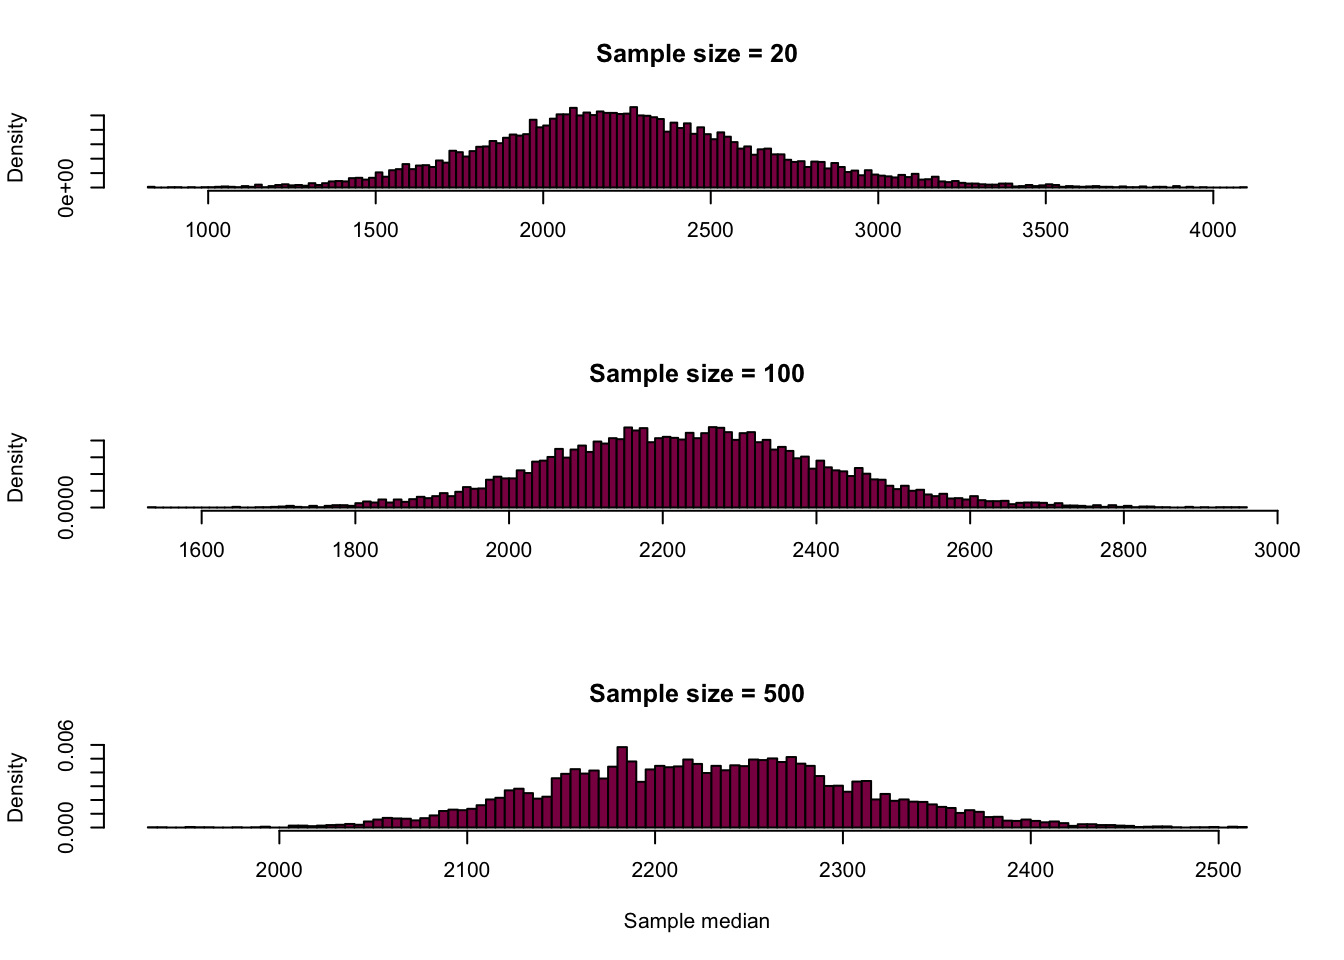 Sample size = 20
Density
0e+00
1000 1500 2000 2500 3000 3500 4000
Sample size = 100
Density
0.0000
1600 1800 2000 2200 2400 2600 2800 3000
Sample size = 500
Density
0.000 0.006
2000 2100 2200 2300 2400 2500
Sample median